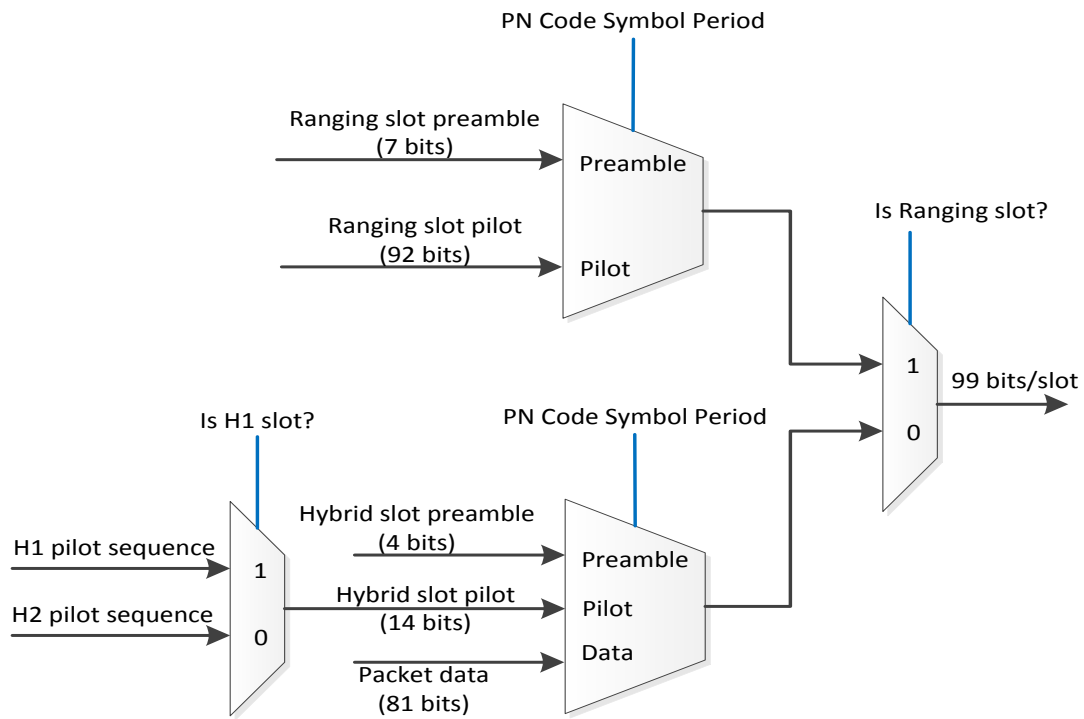 PN Code Symbol Period
Ranging slot preamble
(7 bits)
Preamble
Ranging slot pilot
(92 bits)
Pilot
Is Ranging slot?
1
0
99 bits/slot
Is H1 slot?
H1 pilot sequence
H2 pilot sequence
1
0
PN Code Symbol Period
Hybrid slot preamble
(4 bits)
Preamble
Hybrid slot pilot
(14 bits)
Pilot
Data
Packet data
(81 bits)